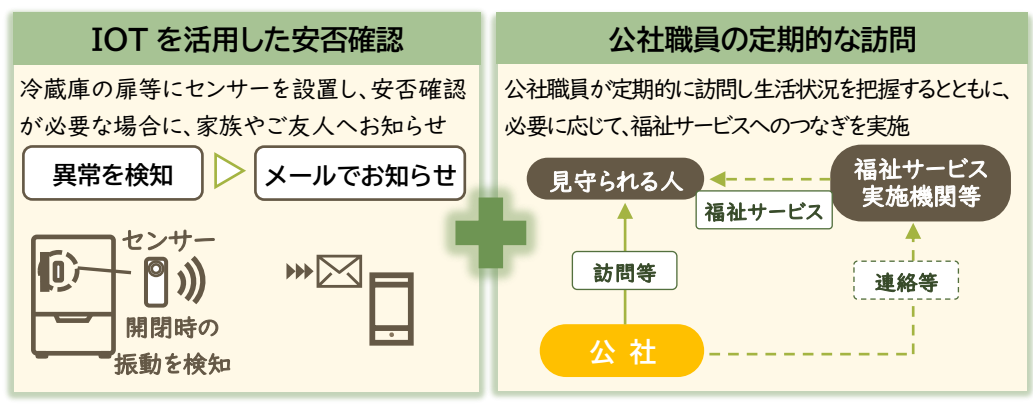 IOT を活用した安否確認
冷蔵庫の扉等にセンサーを設置し、安否確認
が必要な場合に、家族やご友人へお知らせ
異常を検知
メールでお知らせ
センサー
開閉時の
振動を検知
公社職員の定期的な訪問
公社職員が定期的に訪問し生活状況を把握するとともに、
必要に応じて、福祉サービスへのつなぎを実施
見守られる人
福祉サービス
実施機関等
福祉サービス
訪問等
連絡等
公 社